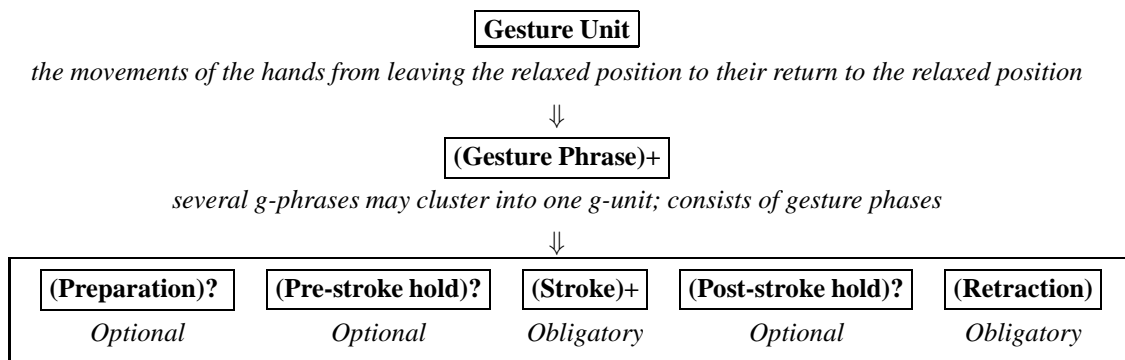 Gesture Unit
the movements of the hands from leaving the relaxed position to their return to the relaxed position
⇓
(Gesture Phrase)+
several g-phrases may cluster into one g-unit; consists of gesture phases
⇓
(Preparation)? (Pre-stroke hold)? (Stroke)+ (Post-stroke hold)? (Retraction)
Optional Optional Obligatory Optional Obligatory